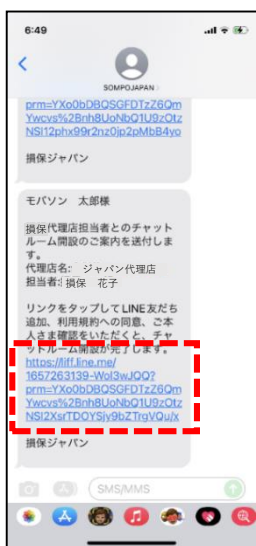 6:49
SOMPOJAPAN
prm=YXo0bDBQSGFDTzZ6Qm
Ywcvs%2Bnh8UoNbQ1U9zOtz
NSI12phx99r2nz0jp2pMbB4yo
損保ジャパン
モバソン 太郎様
損保代理店担当者とのチャット
ルーム開設のご案内を送付しま
す。
代理店名: ジャパン代理店
担当者: 損保 花子
リンクをタップしてLINE友だち
追加、利用規約への同意、ご本
人さま確認をいただくと、チャ
ットルーム開設が完了します。
https://liff.line.me/
1657263139-Wol3wJQQ?
prm=YXo0bDBQSGFDTzZ6Qm
Ywcvs%2Bnh8UoNbQ1U9zOtz
NSI2XsrTDOYSjy9bZTrgVQu/x
損保ジャパン
SMS/MMS